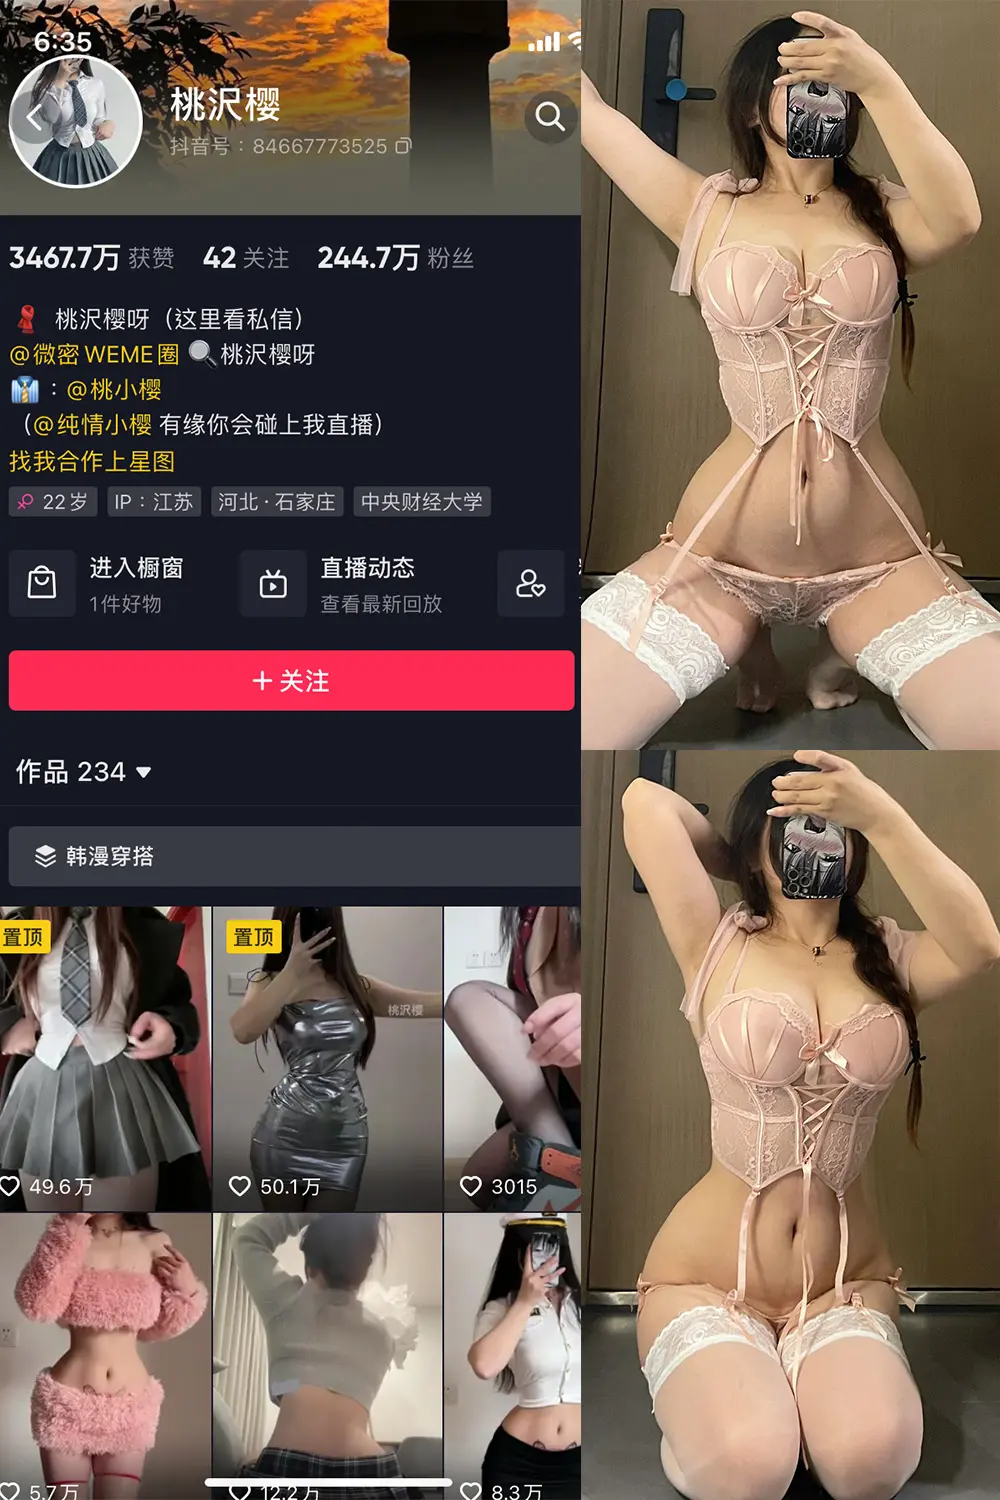 6:35
桃沢樱
抖音号：84667773525
3467.7万 获赞 42 关注 244.7万 粉丝
桃沢樱呀（这里看私信）
@微密 WEME 圈 🔍桃沢樱呀
👔：@桃小樱
（@纯情小樱 有缘你会碰上我直播）
找我合作上星图
22岁 IP：江苏 河北·石家庄 中央财经大学
进入橱窗 直播动态
1件好物 查看最新回放
+ 关注
作品 234
韩漫穿搭
置顶 置顶
桃沢樱
49.6万 50.1万 3015
5.7万 12.2万 8.3万